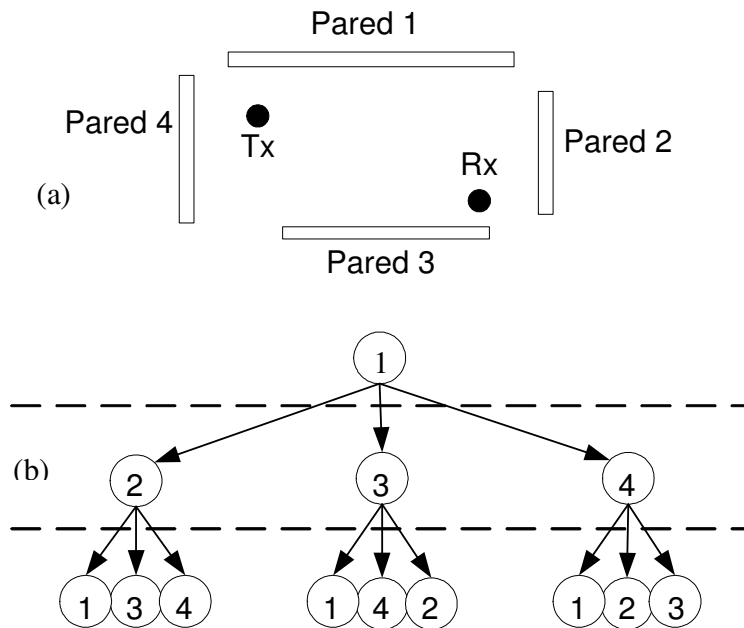 Pared 1
Pared 4
Tx
Pared 2
Rx
(a)
Pared 3
1
(b)
2 3 4
1 3 4 1 4 2 1 2 3